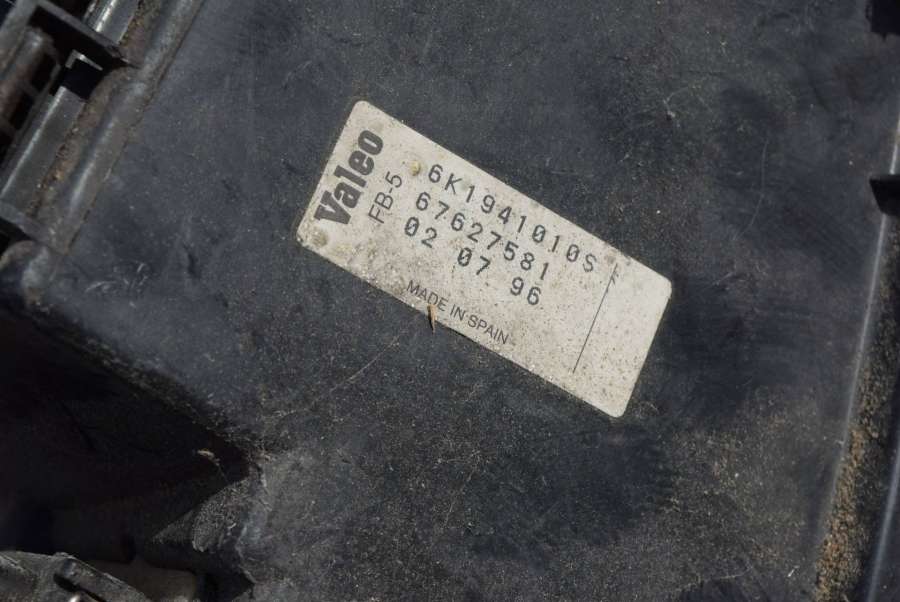 Valeo
FB-5
6K1941010S
67627581
02 07 96
MADE IN SPAIN